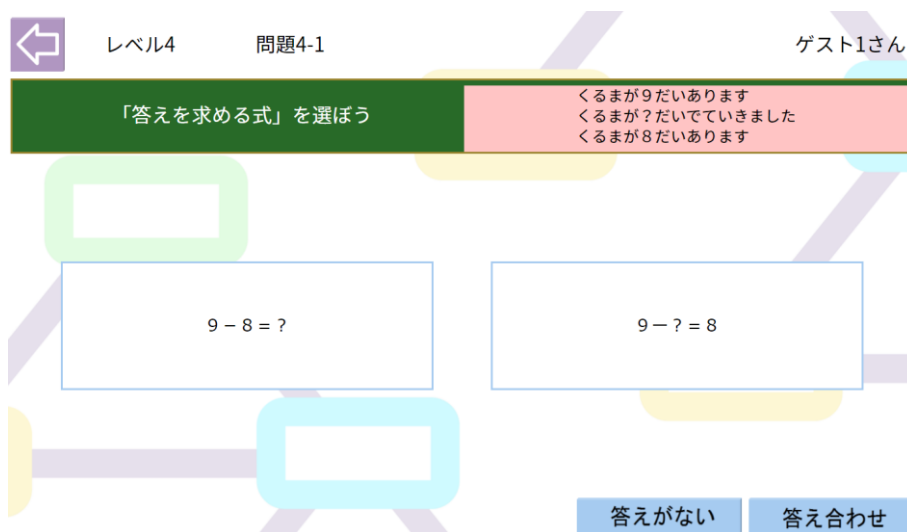 レベル4 問題4-1 ゲスト1さん
「答えを求める式」を選ぼう
くるまが９だいあります
くるまが？だいでていきました
くるまが８だいあります
９－８＝？
９ー？＝８
答えがない 答え合わせ